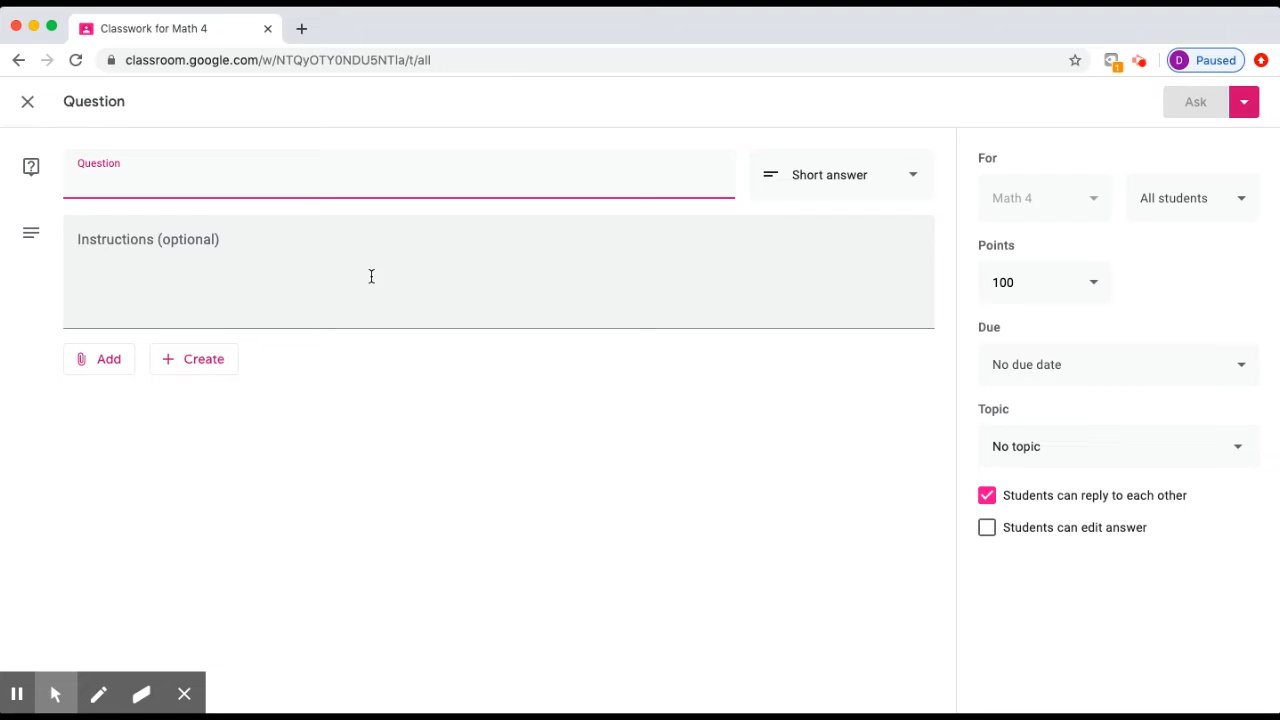 Classwork for Math 4
classroom.google.com/w/NTQyOTY0NDU5NTIa/t/all
1
D Paused
Question
Ask
Question
Short answer
Instructions (optional)
Add
Create
For
Math 4
All students
Points
100
Due
No due date
Topic
No topic
Students can reply to each other
Students can edit answer